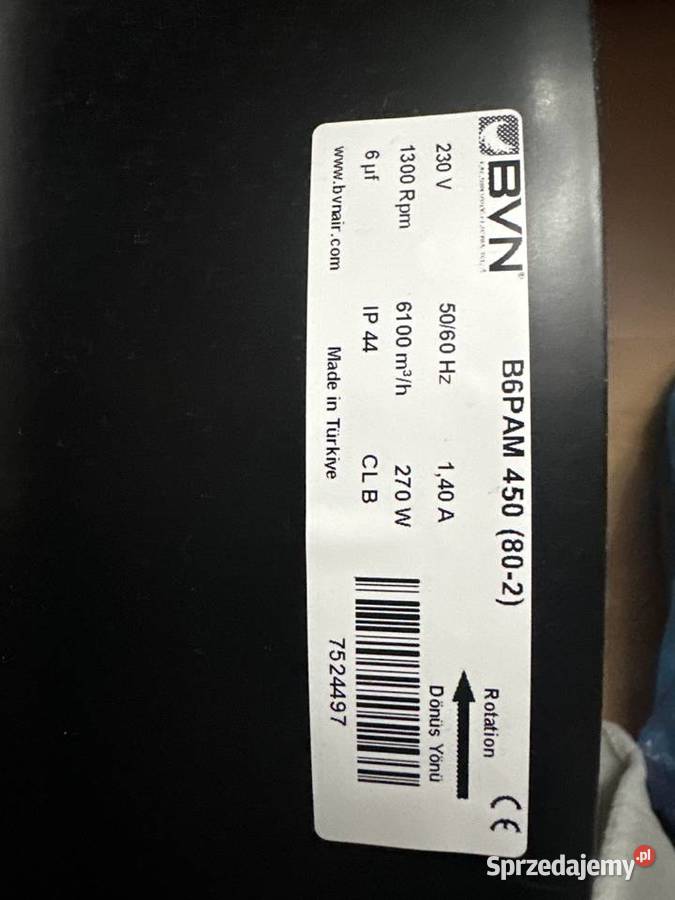 BVN®
B6PAM 450 (80-2)
Rotation
CE
230 V 50/60 Hz 1,40 A
Dönüş Yönü
1300 Rpm 6100 m³/h 270 W
6 µf IP 44 CL B
www.bvnair.com Made in Türkiye
7524497
Sprzedajemy.pl